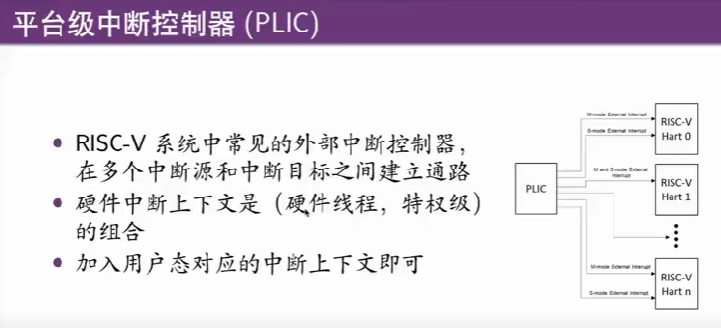 平台级中断控制器 (PLIC)
RISC-V 系统中常见的外部中断控制器，
在多个中断源和中断目标之间建立通路
硬件中断上下文是（硬件线程，特权级）
的组合
加入用户态对应的中断上下文即可
PLIC
M-mode External Interrupt
S-mode External Interrupt
RISC-V
Hart 0
M and S-mode External
Interrupt
RISC-V
Hart 1
M-mode External Interrupt
S-mode External Interrupt
RISC-V
Hart n